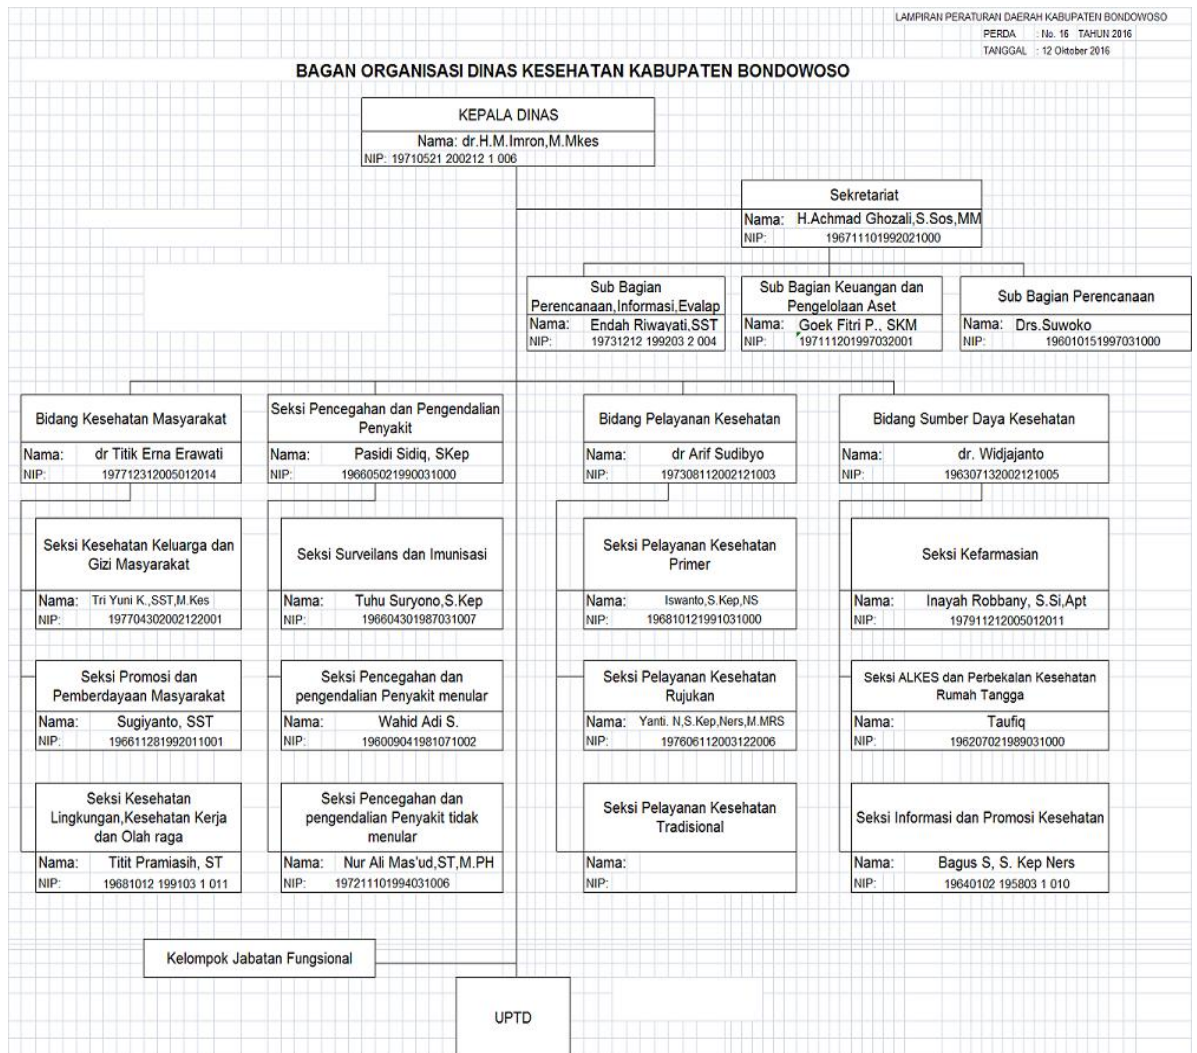 LAMPIRAN PERATURAN DAERAH KABUPATEN BONDOWOSO
PERDA : No. 16 TAHUN 2016
TANGGAL : 12 Oktober 2016
BAGAN ORGANISASI DINAS KESEHATAN KABUPATEN BONDOWOSO
KEPALA DINAS
Nama: dr.H.M.Imron,M.Mkes
NIP: 19710521 200212 1 006
Sekretariat
Nama: H.Achmad Ghozali,S.Sos,MM
NIP: 196711101992021000
Sub Bagian
Perencanaan,Informasi,Evalap
Nama: Endah Riwayati,SST
NIP: 19731212 199203 2 004
Sub Bagian Keuangan dan
Pengelolaan Aset
Nama: Goek Fitri P., SKM
NIP: 197111201997032001
Sub Bagian Perencanaan
Nama: Drs.Suwoko
NIP: 196010151997031000
Bidang Kesehatan Masyarakat
Nama: dr Titik Erna Erawati
NIP: 197712312005012014
Seksi Pencegahan dan Pengendalian
Penyakit
Nama: Pasidi Sidiq, SKep
NIP: 196605021990031000
Bidang Pelayanan Kesehatan
Nama: dr Arif Sudibyo
NIP: 197308112002121003
Bidang Sumber Daya Kesehatan
Nama: dr. Widjajanto
NIP: 196307132002121005
Seksi Kesehatan Keluarga dan
Gizi Masyarakat
Nama: Tri Yuni K.,SST,M.Kes
NIP: 197704302002122001
Seksi Surveilans dan Imunisasi
Nama: Tuhu Suryono,S.Kep
NIP: 196604301987031007
Seksi Pelayanan Kesehatan
Primer
Nama: Iswanto,S.Kep,NS
NIP: 196810121991031000
Seksi Kefarmasian
Nama: Inayah Robbany, S.Si,Apt
NIP: 197911212005012011
Seksi Promosi dan
Pemberdayaan Masyarakat
Nama: Sugiyanto, SST
NIP: 196611281992011001
Seksi Pencegahan dan
pengendalian Penyakit menular
Nama: Wahid Adi S.
NIP: 196009041981071002
Seksi Pelayanan Kesehatan
Rujukan
Nama: Yanti. N,S.Kep,Ners,M.MRS
NIP: 197606112003122006
Seksi ALKES dan Perbekalan Kesehatan
Rumah Tangga
Nama: Taufiq
NIP: 196207021989031000
Seksi Kesehatan
Lingkungan,Kesehatan Kerja
dan Olah raga
Nama: Titit Pramiasih, ST
NIP: 19681012 199103 1 011
Seksi Pencegahan dan
pengendalian Penyakit tidak
menular
Nama: Nur Ali Mas'ud,ST,M.PH
NIP: 197211101994031006
Seksi Pelayanan Kesehatan
Tradisional
Nama:
NIP:
Seksi Informasi dan Promosi Kesehatan
Nama: Bagus S, S. Kep Ners
NIP: 19640102 195803 1 010
Kelompok Jabatan Fungsional
UPTD